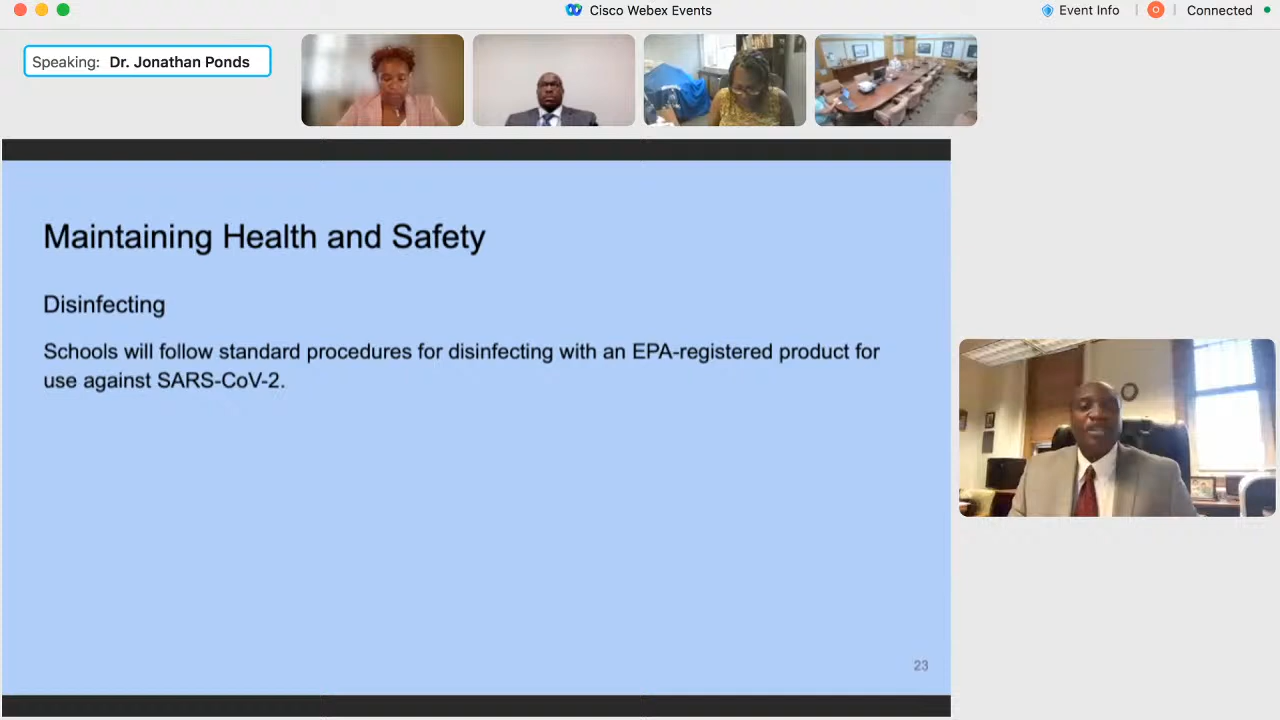 Cisco Webex Events
Event Info
Connected
Speaking: Dr. Jonathan Ponds
Maintaining Health and Safety
Disinfecting
Schools will follow standard procedures for disinfecting with an EPA-registered product for
use against SARS-CoV-2.
23